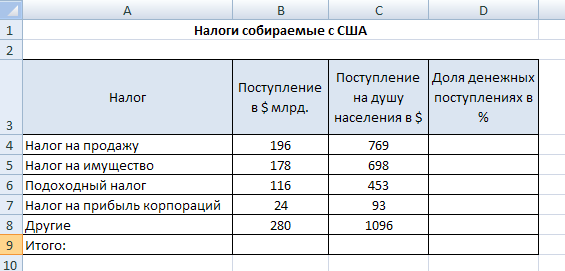 A B C D
1 Налоги собираемые с США
2
3 Налог Поступление в $ млрд. Поступление на душу населения в $ Доля денежных поступлениях в %
4 Налог на продажу 196 769
5 Налог на имущество 178 698
6 Подоходный налог 116 453
7 Налог на прибыль корпораций 24 93
8 Другие 280 1096
9 Итого:
10